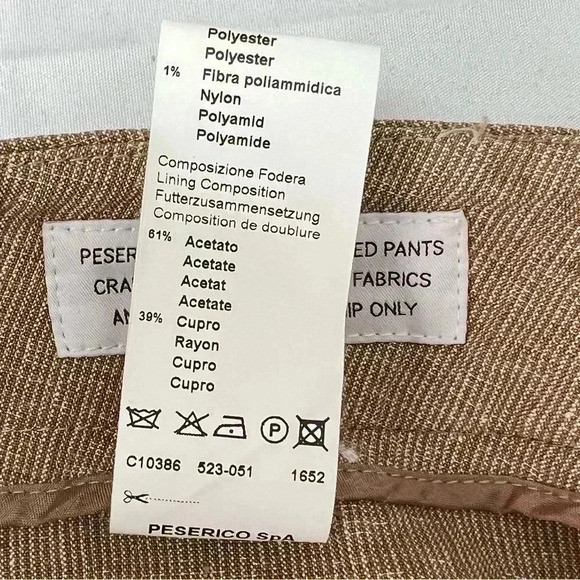 Polyester
Polyester
1% Fibra poliammidica
Nylon
Polyamid
Polyamide
Composizione Fodera
Lining Composition
Futterzusammensetzung
Composition de doublure
61% Acetato
Acetate
Acetat
Acetate
39% Cupro
Rayon
Cupro
Cupro
P
C10386 523-051 1652
PESERICO SpA
PESER ED PANTS
CRA FABRICS
AN IP ONLY